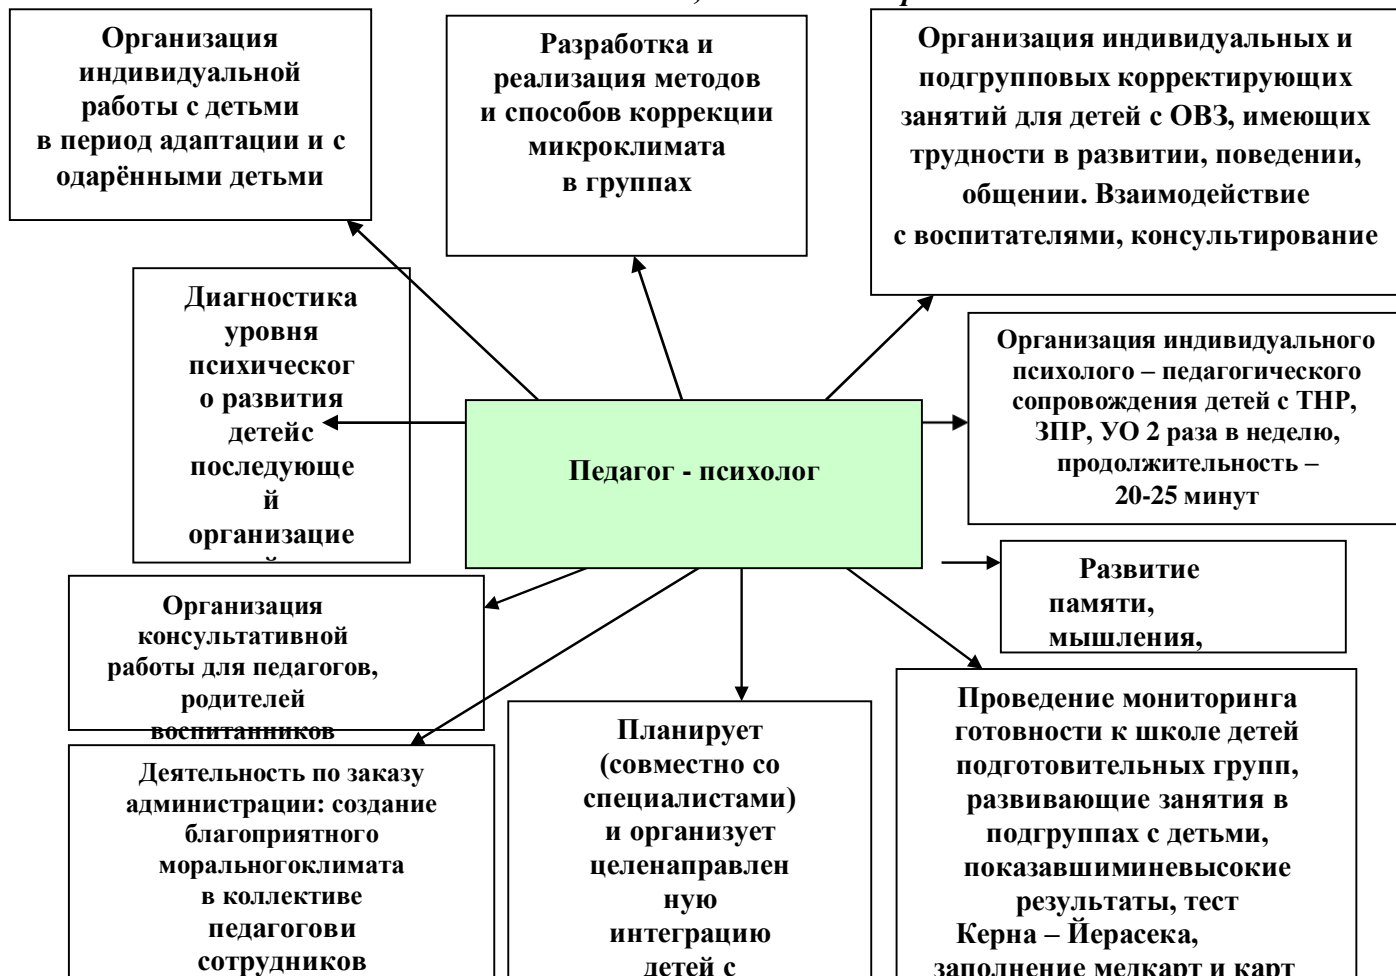 Организация
индивидуальной
работы с детьми
в период адаптации и с
одарёнными детьми
Разработка и
реализация методов
и способов коррекции
микроклимата
в группах
Организация индивидуальных и
подгрупповых корректирующих
занятий для детей с ОВЗ, имеющих
трудности в развитии, поведении,
общении. Взаимодействие
с воспитателями, консультирование
Диагностика
уровня
психическог
о развития
детейс
последующе
й
организацие
Организация индивидуального
психолого – педагогического
сопровождения детей с ТНР,
ЗПР, УО 2 раза в неделю,
продолжительность –
20-25 минут
Педагог - психолог
Развитие
памяти,
мышления,
Организация
консультативной
работы для педагогов,
родителей
воспитанников
Деятельность по заказу
администрации: создание
благоприятного
моральногоклимата
в коллективе
педагогови
сотрудников
Планирует
(совместно со
специалистами)
и организует
целенаправлен
ную
интеграцию
детей с
Проведение мониторинга
готовности к школе детей
подготовительных групп,
развивающие занятия в
подгруппах с детьми,
показавшиминевысокие
результаты, тест
Керна – Йерасека,
заполнение медкарт и карт